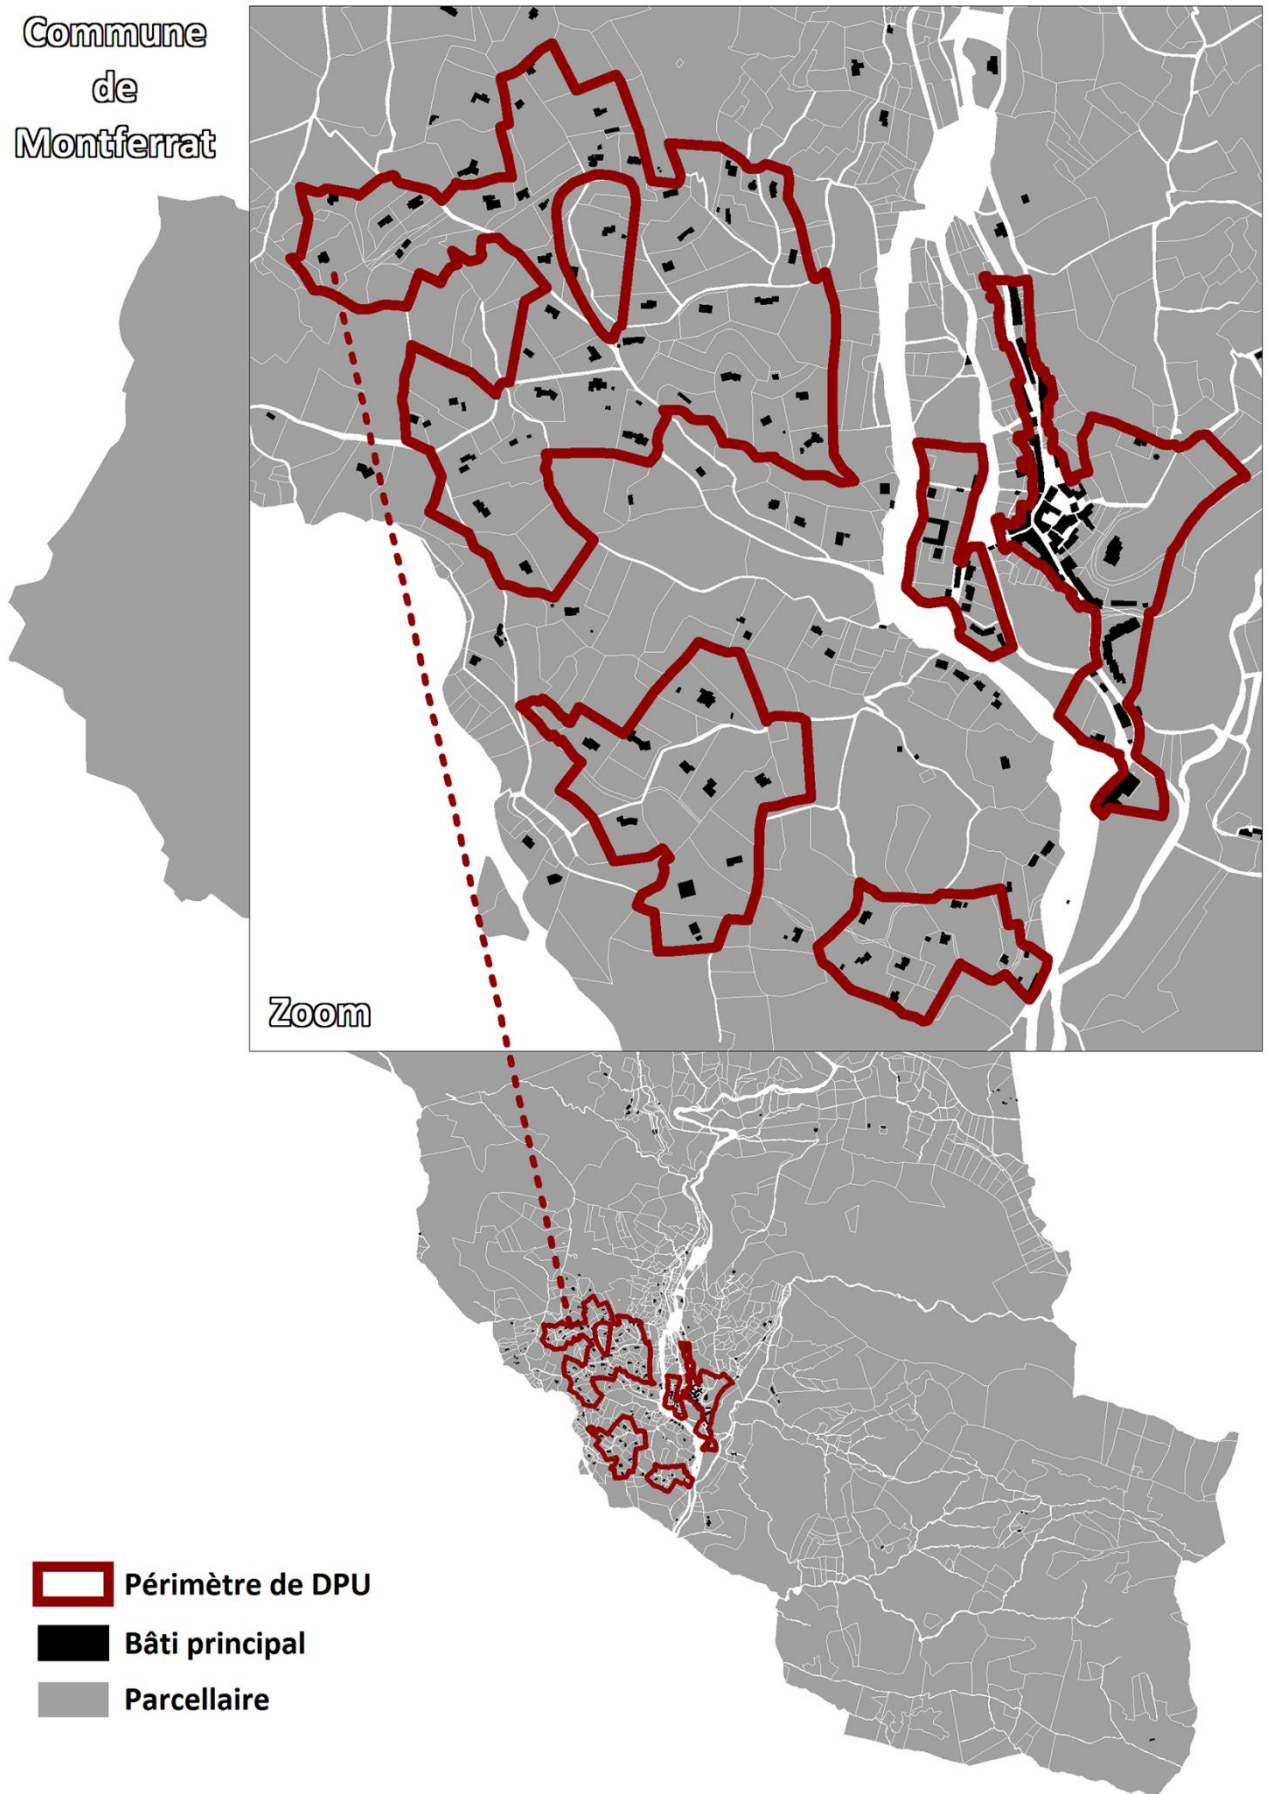 Commune
de
Montferrat
Zoom
Périmètre de DPU
Bâti principal
Parcellaire